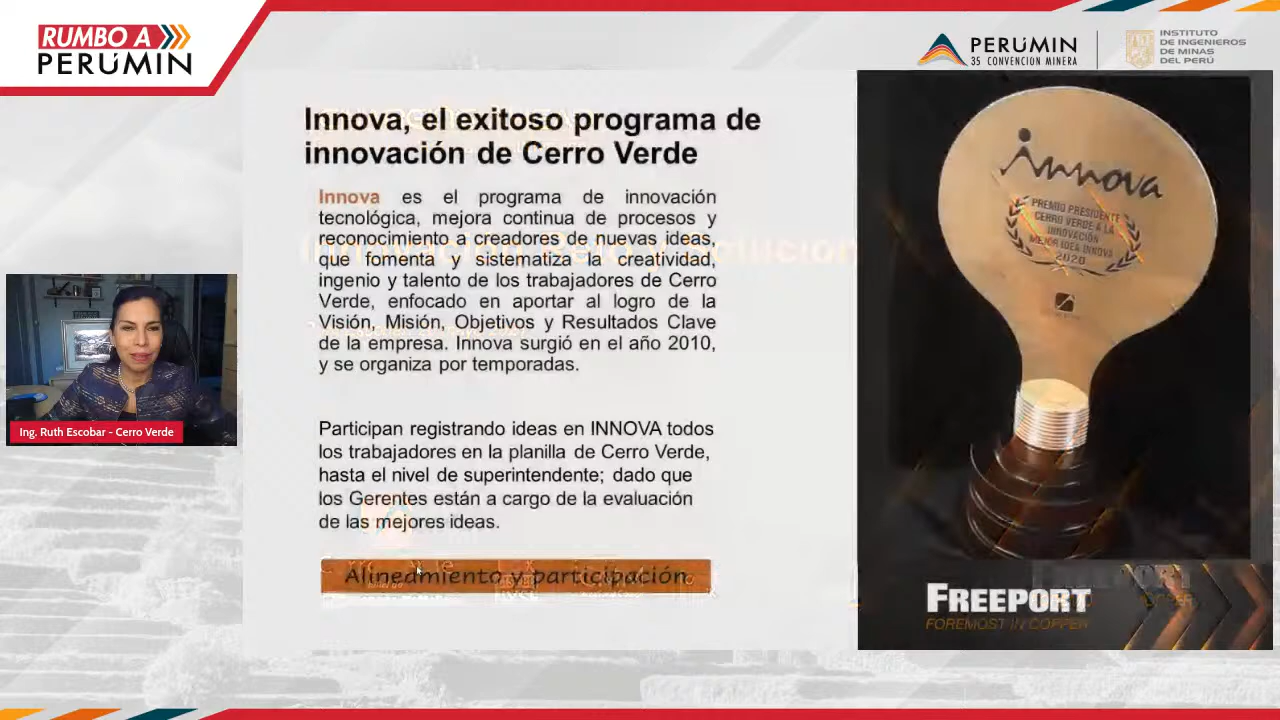 RUMBO A
PERÚMIN
PERÚMIN
35 CONVENCIÓN MINERA
INSTITUTO
DE INGENIEROS
DE MINAS
DEL PERÚ
Innova, el exitoso programa de
innovación de Cerro Verde
Innova es el programa de innovación
tecnológica, mejora continua de procesos y
reconocimiento a creadores de nuevas ideas,
que fomenta y sistematiza la creatividad,
ingenio y talento de los trabajadores de Cerro
Verde, enfocado en aportar al logro de la
Visión, Misión, Objetivos y Resultados Clave
de la empresa. Innova surgió en el año 2010,
y se organiza por temporadas.
Participan registrando ideas en INNOVA todos
los trabajadores en la planilla de Cerro Verde,
hasta el nivel de superintendente; dado que
los Gerentes están a cargo de la evaluación
de las mejores ideas.
Alineamiento y participación
innova
PREMIO PRESIDENTE
CERRO VERDE A LA
INNOVACIÓN
MEJOR IDEA INNOVA
2020
FREEPORT
FOREMOST IN COPPER
Ing. Ruth Escobar - Cerro Verde